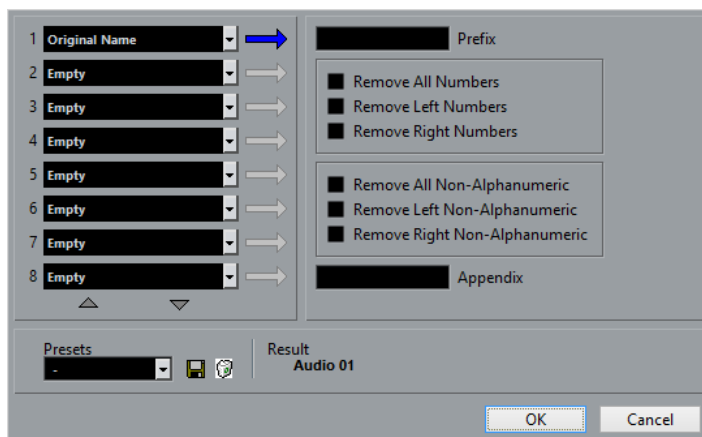 1 Original Name
2 Empty
3 Empty
4 Empty
5 Empty
6 Empty
7 Empty
8 Empty
Prefix
Remove All Numbers
Remove Left Numbers
Remove Right Numbers
Remove All Non-Alphanumeric
Remove Left Non-Alphanumeric
Remove Right Non-Alphanumeric
Appendix
Presets
-
Result
Audio 01
OK
Cancel